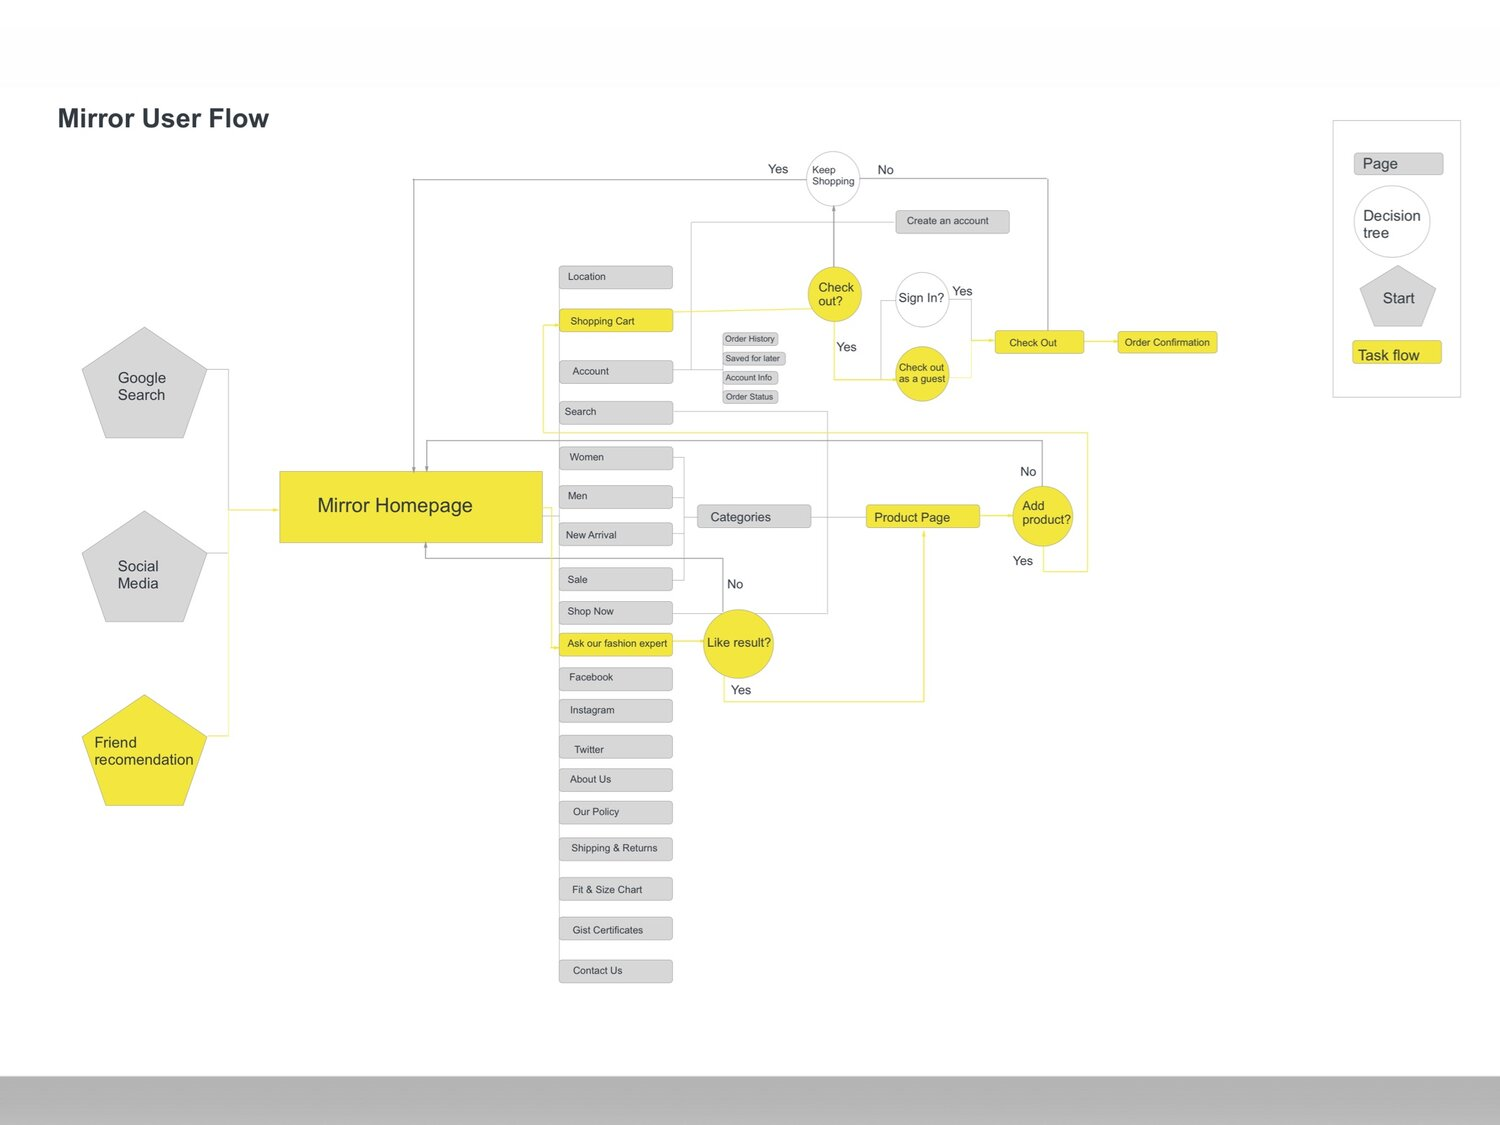 Mirror User Flow
Yes
Keep
Shopping
No
Page
Decision
tree
Start
Task flow
Create an account
Location
Shopping Cart
Check
out?
Sign In?
Yes
Yes
Check Out
Order Confirmation
Check out
as a guest
Account
Order History
Saved for later
Account Info
Order Status
Search
Google
Search
Social
Media
Friend
recomendation
Mirror Homepage
Women
Men
New Arrival
Sale
Shop Now
Ask our fashion expert
Categories
Product Page
No
Add
product?
Yes
No
Like result?
Yes
Facebook
Instagram
Twitter
About Us
Our Policy
Shipping & Returns
Fit & Size Chart
Gist Certificates
Contact Us